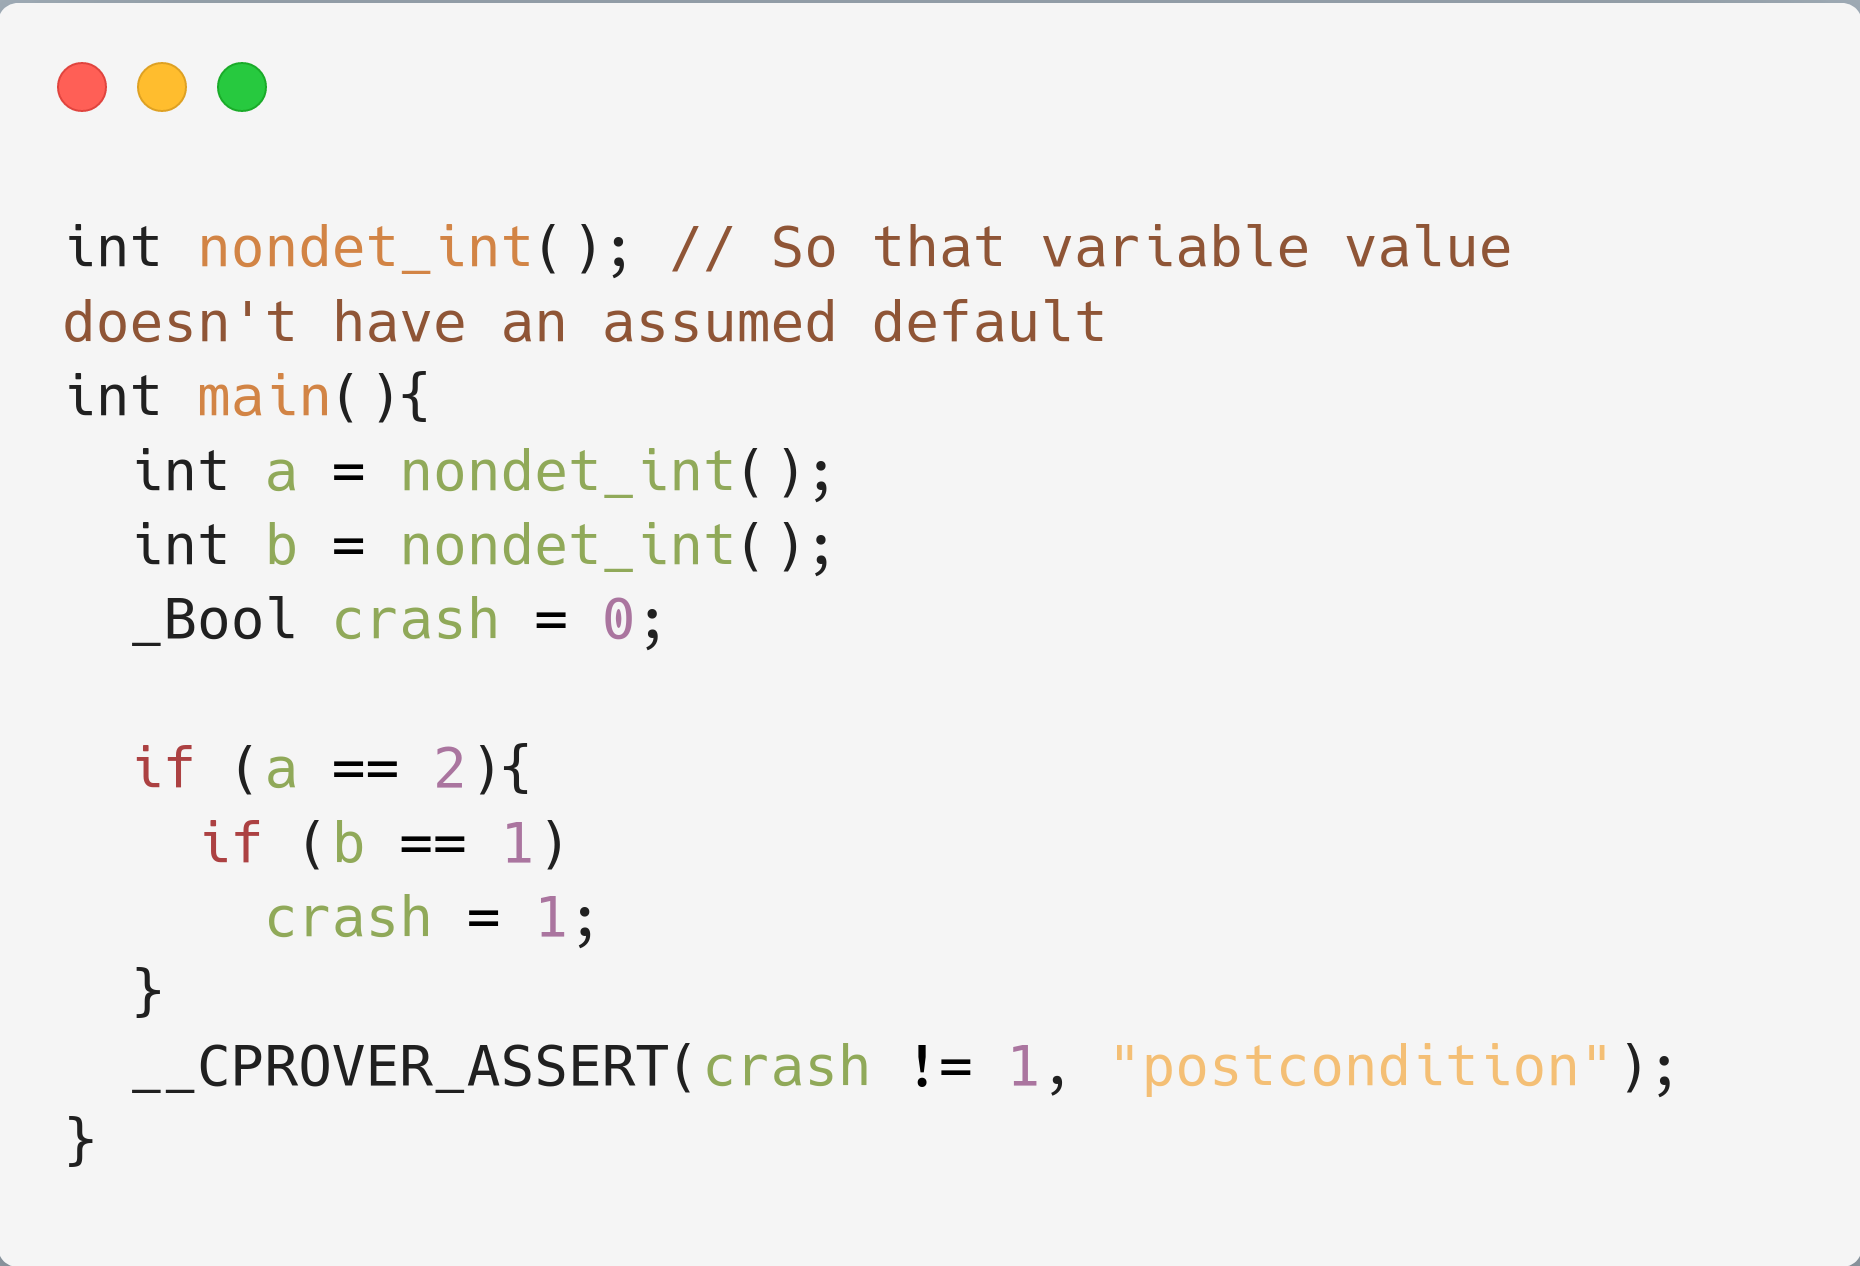 int nondet_int(); // So that variable value
doesn't have an assumed default
int main(){
  int a = nondet_int();
  int b = nondet_int();
  _Bool crash = 0;

  if (a == 2){
    if (b == 1)
      crash = 1;
  }
  __CPROVER_ASSERT(crash != 1, "postcondition");
}